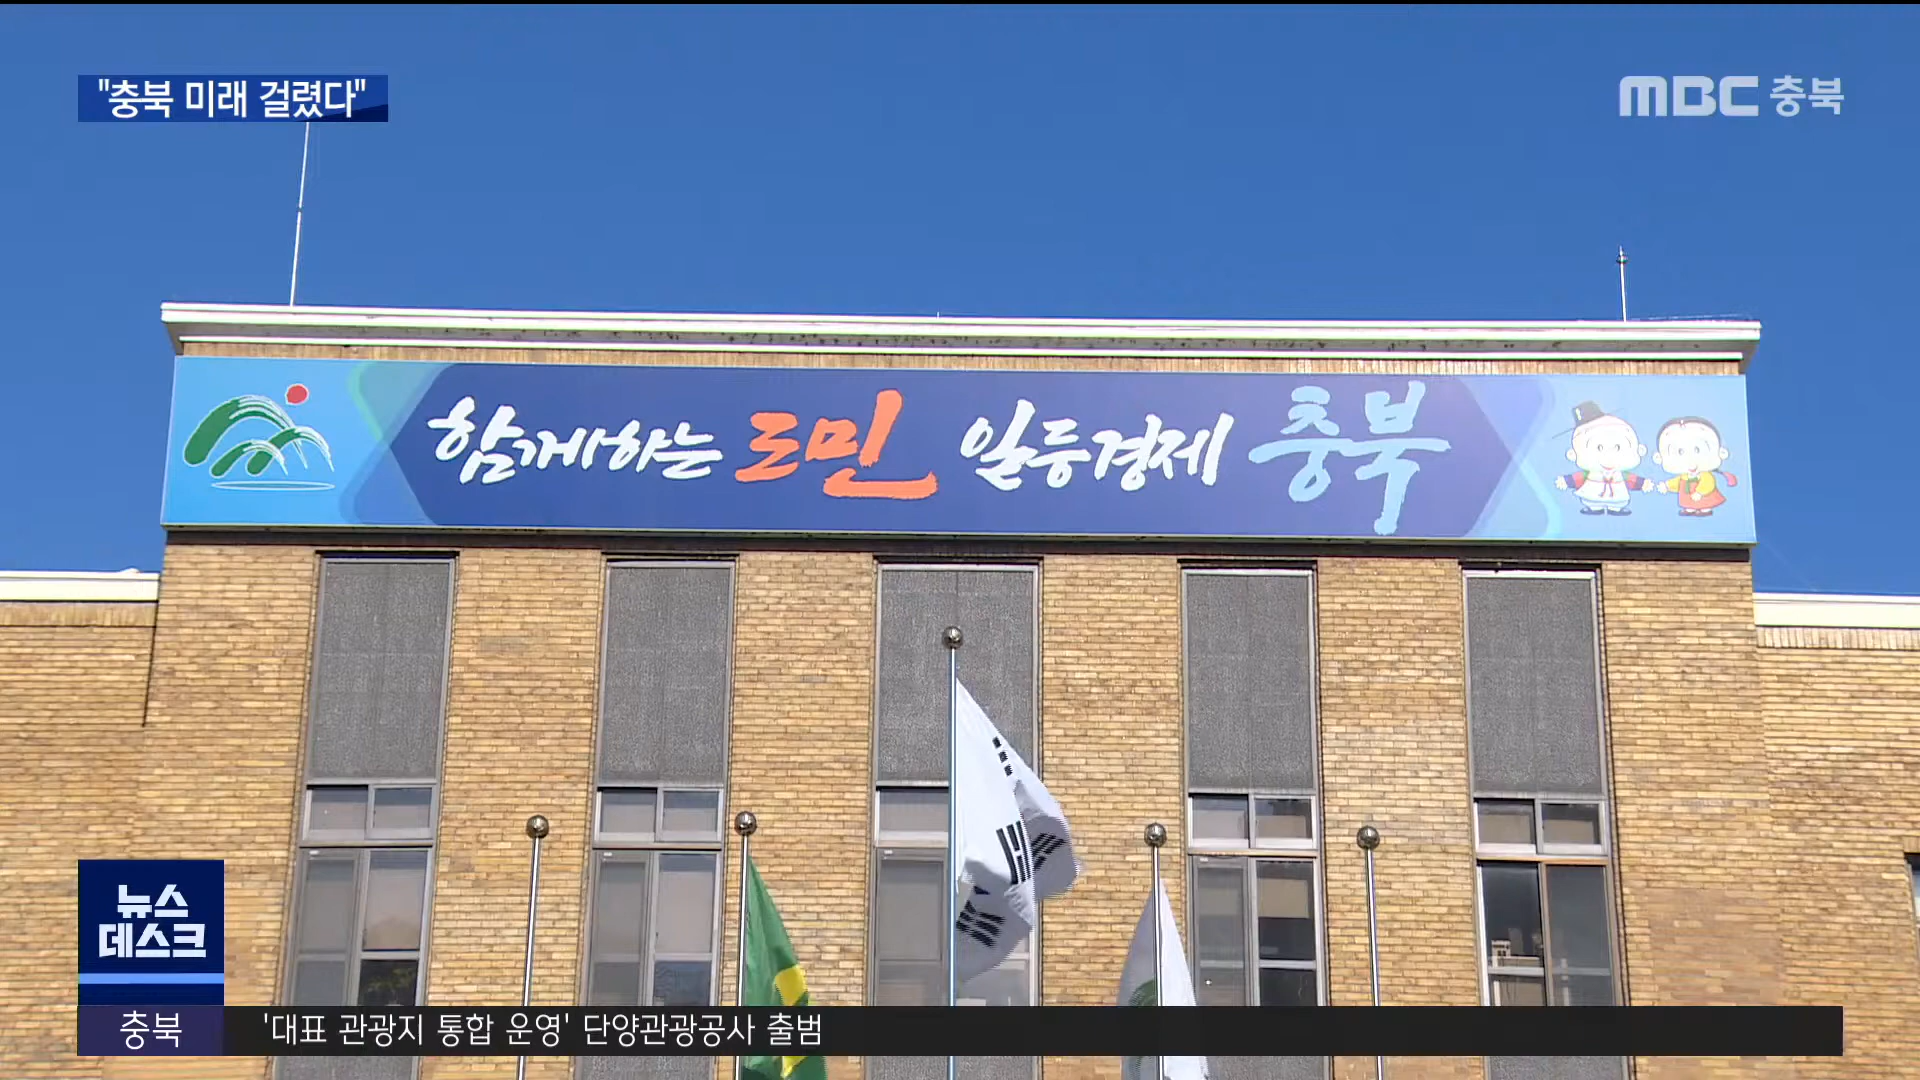 "충북 미래 걸렸다"
MBC 충북
함께하는 도민 일등경제 충북
뉴스
데스크
충북
'대표 관광지 통합 운영' 단양관광공사 출범